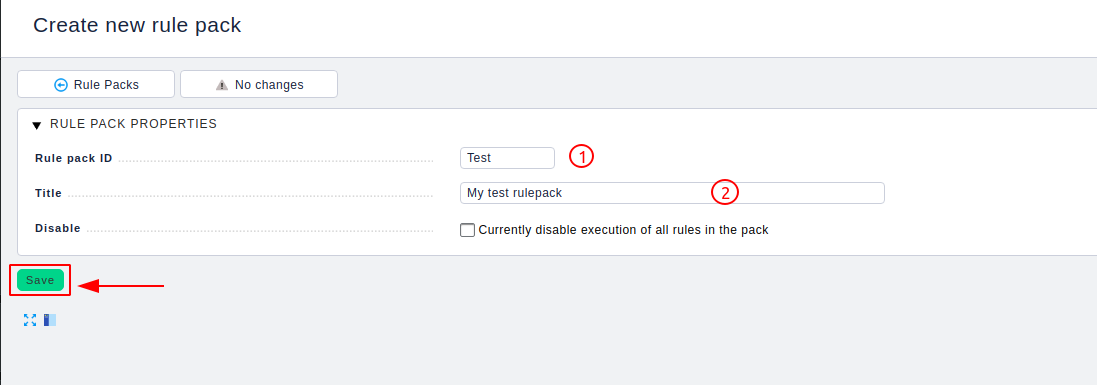 Create new rule pack
Rule Packs No changes
RULE PACK PROPERTIES
Rule pack ID Test 1
Title My test rulepack 2
Disable Currently disable execution of all rules in the pack
Save